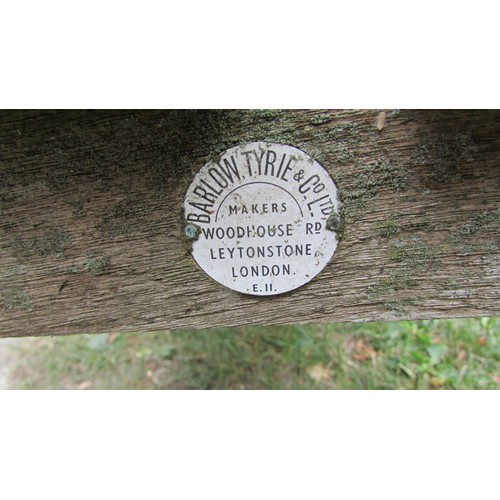 BARLOW, TYRIE & Co LTD
MAKERS
WOODHOUSE RD
LEYTONSTONE
LONDON.
E.11.